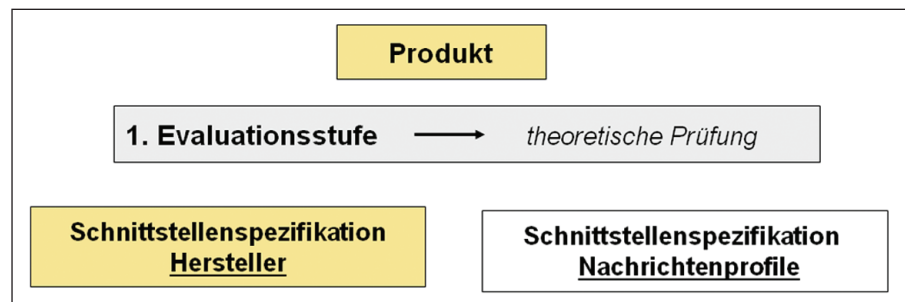 Produkt
1. Evaluationsstufe theoretische Prüfung
Schnittstellenspezifikation
Hersteller
Schnittstellenspezifikation
Nachrichtenprofile